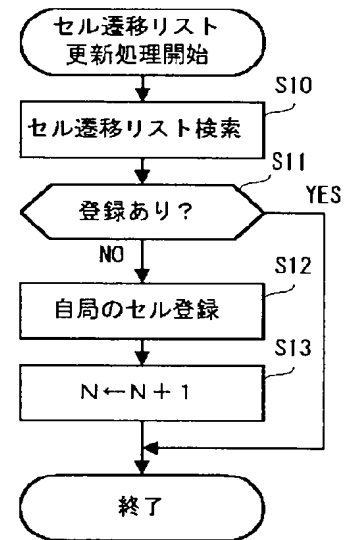 セル遷移リスト
更新処理開始
S10
セル遷移リスト検索
S11
登録あり？
YES
NO
S12
自局のセル登録
S13
N←N＋1
終了